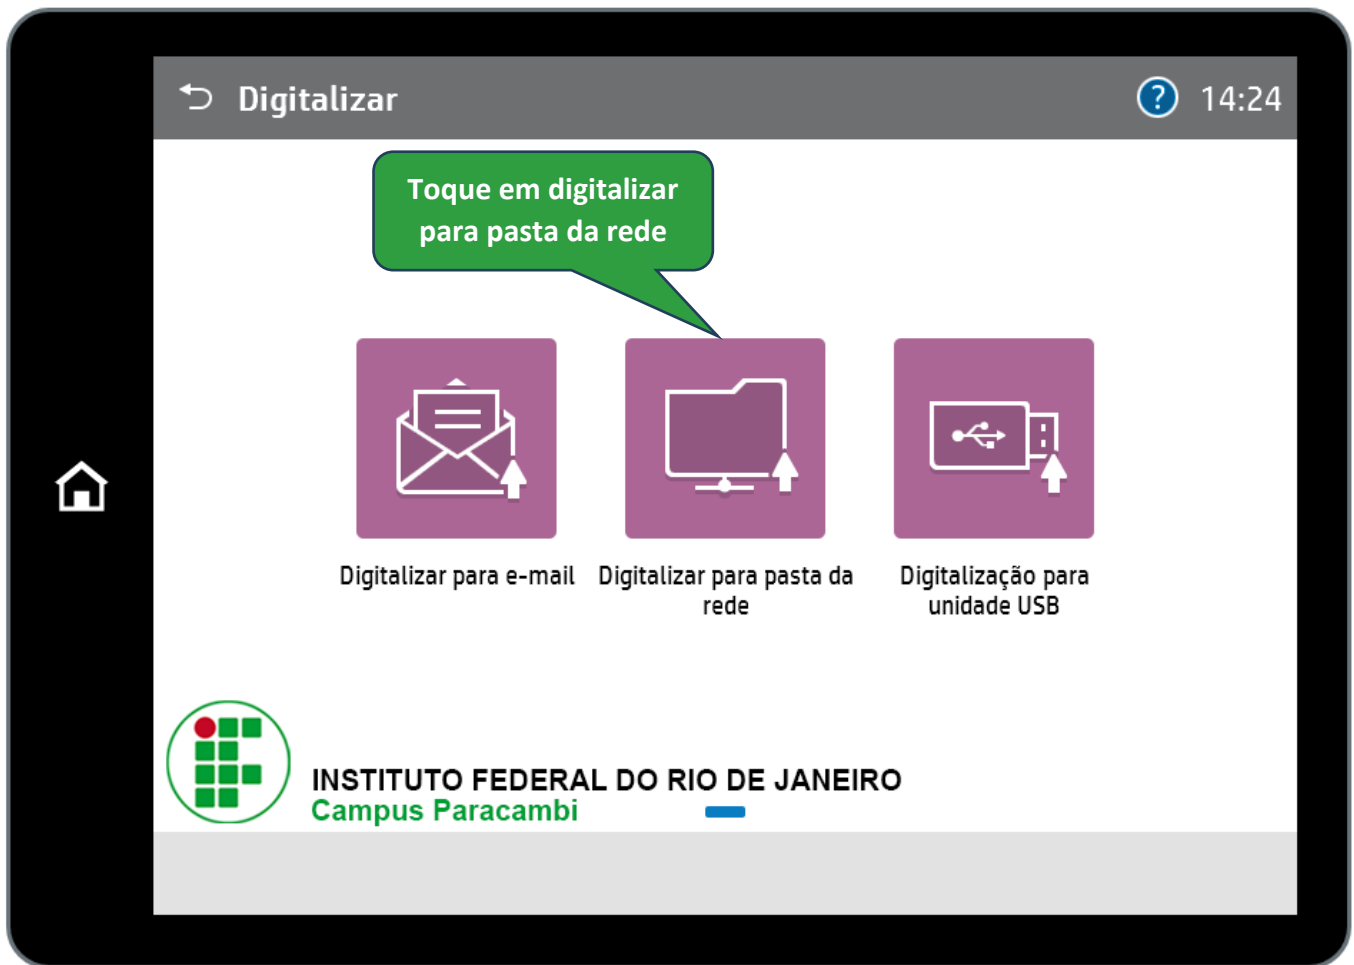 Digitalizar
? 14:24
Toque em digitalizar
para pasta da rede
Digitalizar para e-mail
Digitalizar para pasta da
rede
Digitalização para
unidade USB
INSTITUTO FEDERAL DO RIO DE JANEIRO
Campus Paracambi